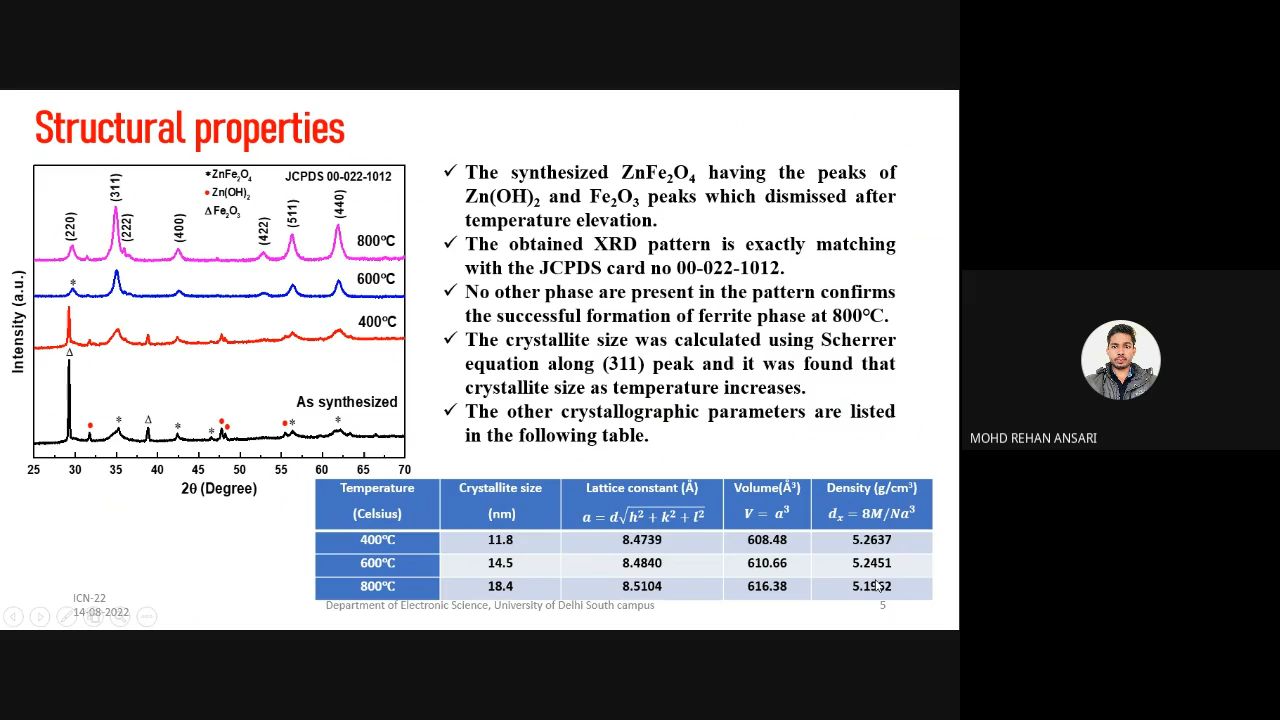 Structural properties
*ZnFe₂O₄
Zn(OH)₂
Δ Fe₂O₃
JCPDS 00-022-1012
(220)
(311)
(222)
(400)
(422)
(511)
(440)
800°C
*
600°C
400°C
Δ
As synthesized
* Δ * * * *
Intensity (a.u.)
25 30 35 40 45 50 55 60 65 70
2θ (Degree)
✓ The synthesized ZnFe₂O₄ having the peaks of
Zn(OH)₂ and Fe₂O₃ peaks which dismissed after
temperature elevation.
✓ The obtained XRD pattern is exactly matching
with the JCPDS card no 00-022-1012.
✓ No other phase are present in the pattern confirms
the successful formation of ferrite phase at 800°C.
✓ The crystallite size was calculated using Scherrer
equation along (311) peak and it was found that
crystallite size as temperature increases.
✓ The other crystallographic parameters are listed
in the following table.
Temperature Crystallite size Lattice constant (Å) Volume(Å³) Density (g/cm³)
(Celsius) (nm) a = d√h² + k² + l² V = a³ dₓ = 8M/Na³
400°C 11.8 8.4739 608.48 5.2637
600°C 14.5 8.4840 610.66 5.2451
800°C 18.4 8.5104 616.38
ICN-22
14-08-2022
Department of Electronic Science, University of Delhi South campus
5
MOHD REHAN ANSARI